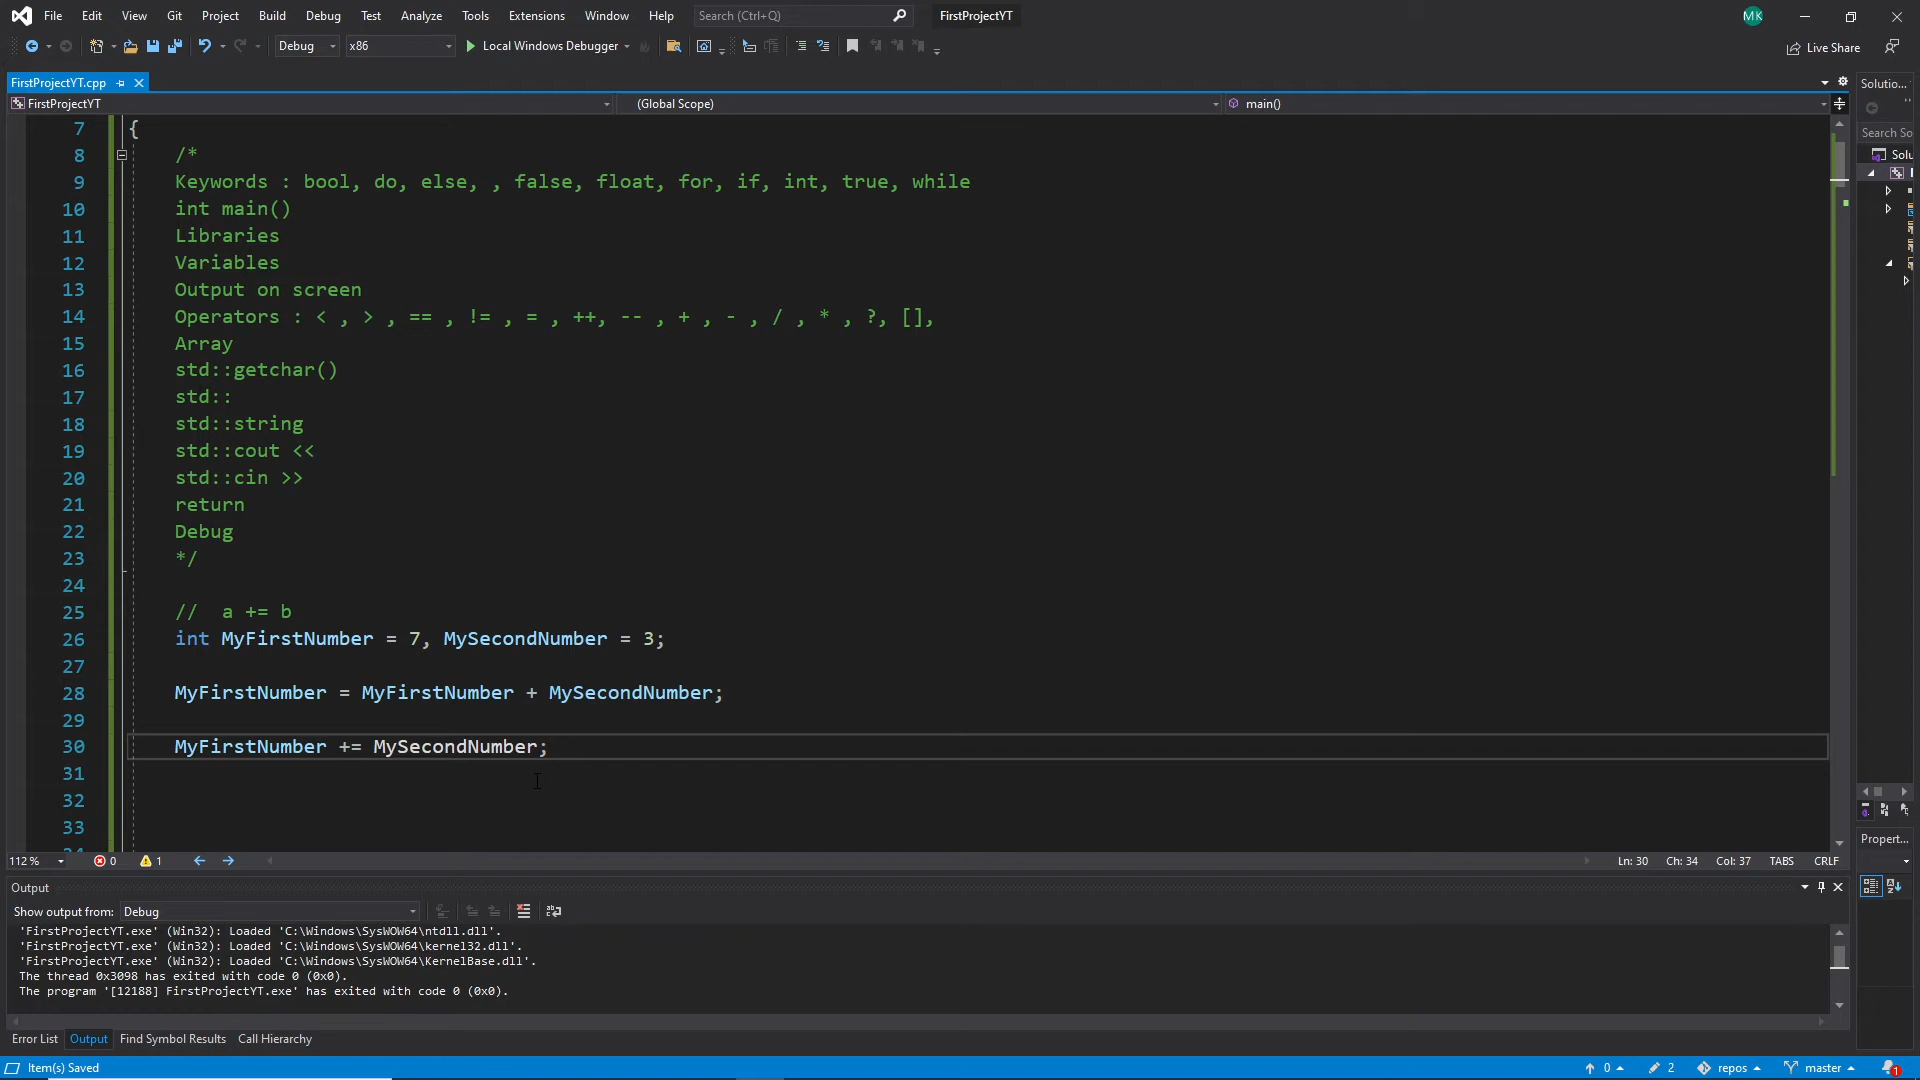 File Edit View Git Project Build Debug Test Analyze Tools Extensions Window Help Search (Ctrl+Q) FirstProjectYT MK
Debug x86 Local Windows Debugger Live Share
FirstProjectYT.cpp Solutio...
FirstProjectYT (Global Scope) main()
Search So
Solu
7 {
8 /*
9 Keywords : bool, do, else, , false, float, for, if, int, true, while
10 int main()
11 Libraries
12 Variables
13 Output on screen
14 Operators : < , > , == , != , = , ++, -- , + , - , / , * , ?, [],
15 Array
16 std::getchar()
17 std::
18 std::string
19 std::cout <<
20 std::cin >>
21 return
22 Debug
23 */
24
25 // a += b
26 int MyFirstNumber = 7, MySecondNumber = 3;
27
28 MyFirstNumber = MyFirstNumber + MySecondNumber;
29
30 MyFirstNumber += MySecondNumber;
31
32
33
112 % 0 1 Ln: 30 Ch: 34 Col: 37 TABS CRLF
Propert...
Output
Show output from: Debug
'FirstProjectYT.exe' (Win32): Loaded 'C:\Windows\SysWOW64\ntdll.dll'.
'FirstProjectYT.exe' (Win32): Loaded 'C:\Windows\SysWOW64\kernel32.dll'.
'FirstProjectYT.exe' (Win32): Loaded 'C:\Windows\SysWOW64\KernelBase.dll'.
The thread 0x3098 has exited with code 0 (0x0).
The program '[12188] FirstProjectYT.exe' has exited with code 0 (0x0).
Error List Output Find Symbol Results Call Hierarchy
Item(s) Saved 0 2 repos master 1